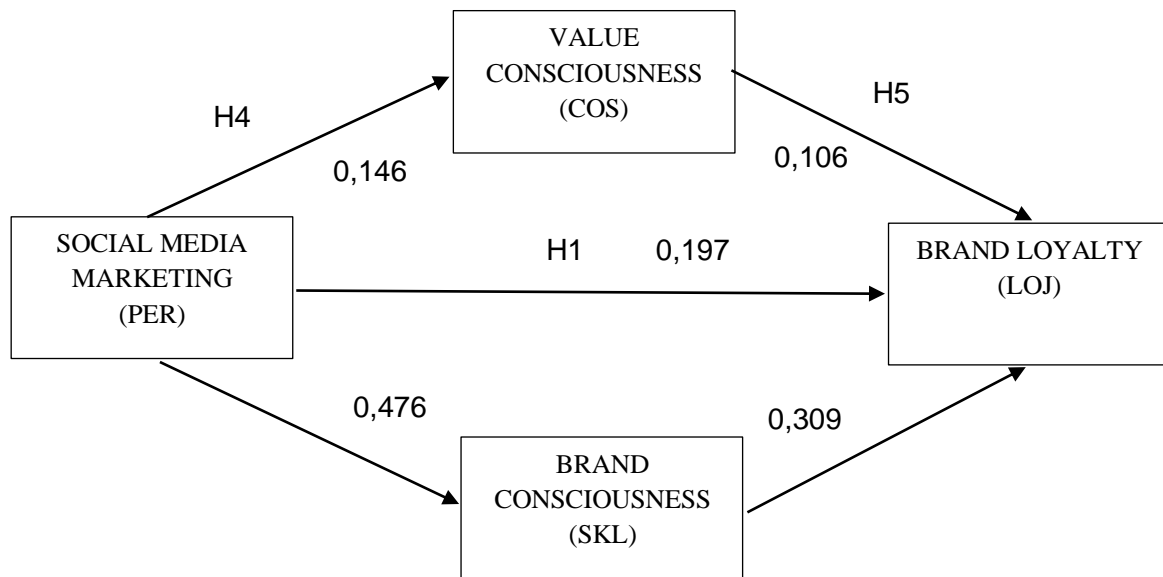 VALUE
CONSCIOUSNESS
(COS)
H4
H5
0,146
0,106
SOCIAL MEDIA
MARKETING
(PER)
H1 0,197
BRAND LOYALTY
(LOJ)
0,476
0,309
BRAND
CONSCIOUSNESS
(SKL)